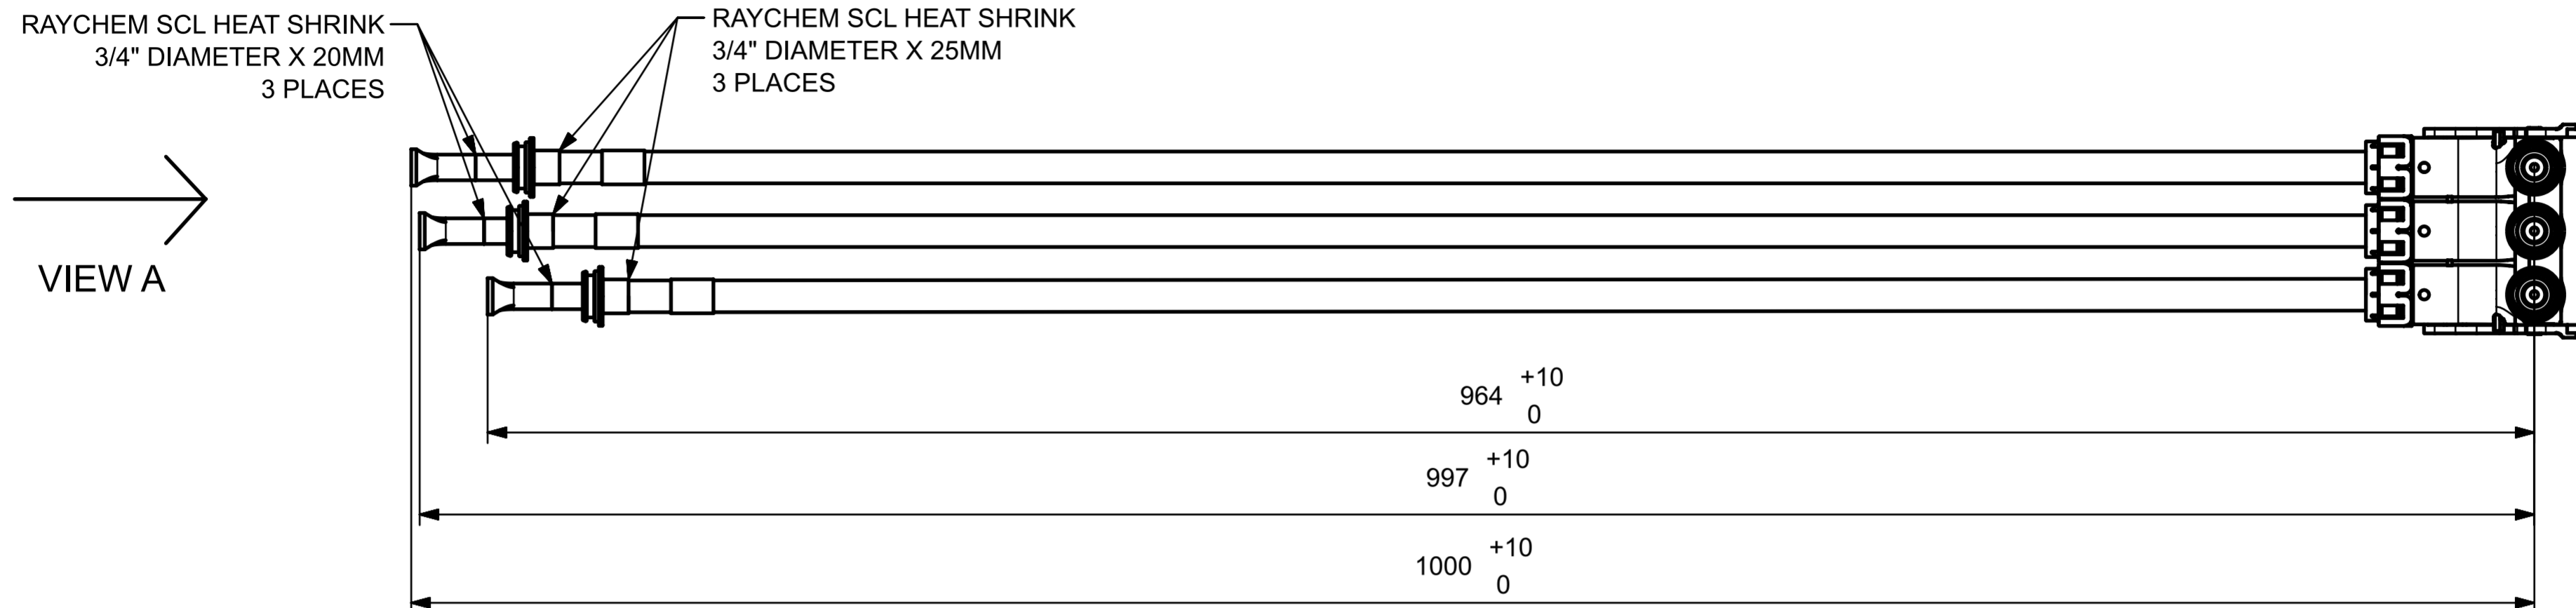 RAYCHEM SCL HEAT SHRINK
3/4" DIAMETER X 20MM
3 PLACES
RAYCHEM SCL HEAT SHRINK
3/4" DIAMETER X 25MM
3 PLACES
VIEW A
964 +10
0
997 +10
0
1000 +10
0